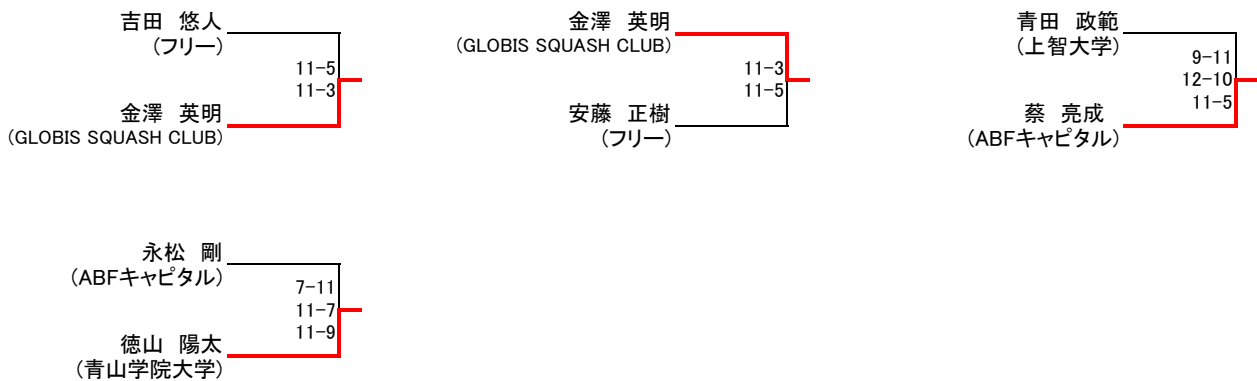 吉田 悠人
(フリー)
11-5
11-3
金澤 英明
(GLOBIS SQUASH CLUB)
金澤 英明
(GLOBIS SQUASH CLUB)
11-3
11-5
安藤 正樹
(フリー)
青田 政範
(上智大学)
9-11
12-10
11-5
蔡 亮成
(ABFキャピタル)
永松 剛
(ABFキャピタル)
7-11
11-7
11-9
徳山 陽太
(青山学院大学)